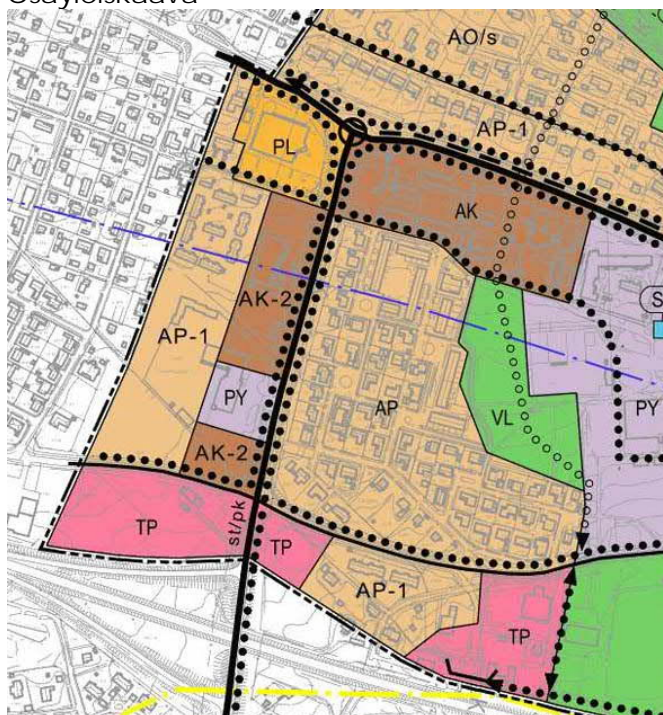 Osayleiskaava
AO/s
AP-1
PL
AK
S
AK-2
AP-1
PY
AP
VL
PY
AK-2
TP
st/pk
TP
AP-1
TP